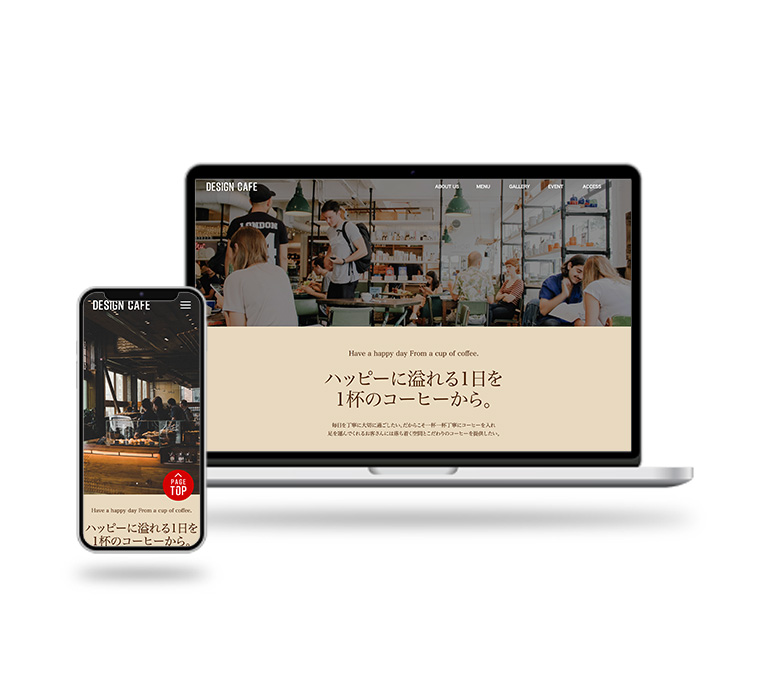 DESIGN CAFE
ABOUT US
MENU
GALLERY
EVENT
ACCESS
LONDON
Have a happy day From a cup of coffee.
ハッピーに溢れる1日を
1杯のコーヒーから。
毎日を丁寧に大切に過ごしたい。だからこそ一杯一杯丁寧にコーヒーを入れ
足を運んでくれるお客さんには落ち着く空間とこだわりのコーヒーを提供したい。
DESIGN CAFE
PAGE
TOP
Have a happy day From a cup of coffee.
ハッピーに溢れる1日を
1杯のコーヒーから。